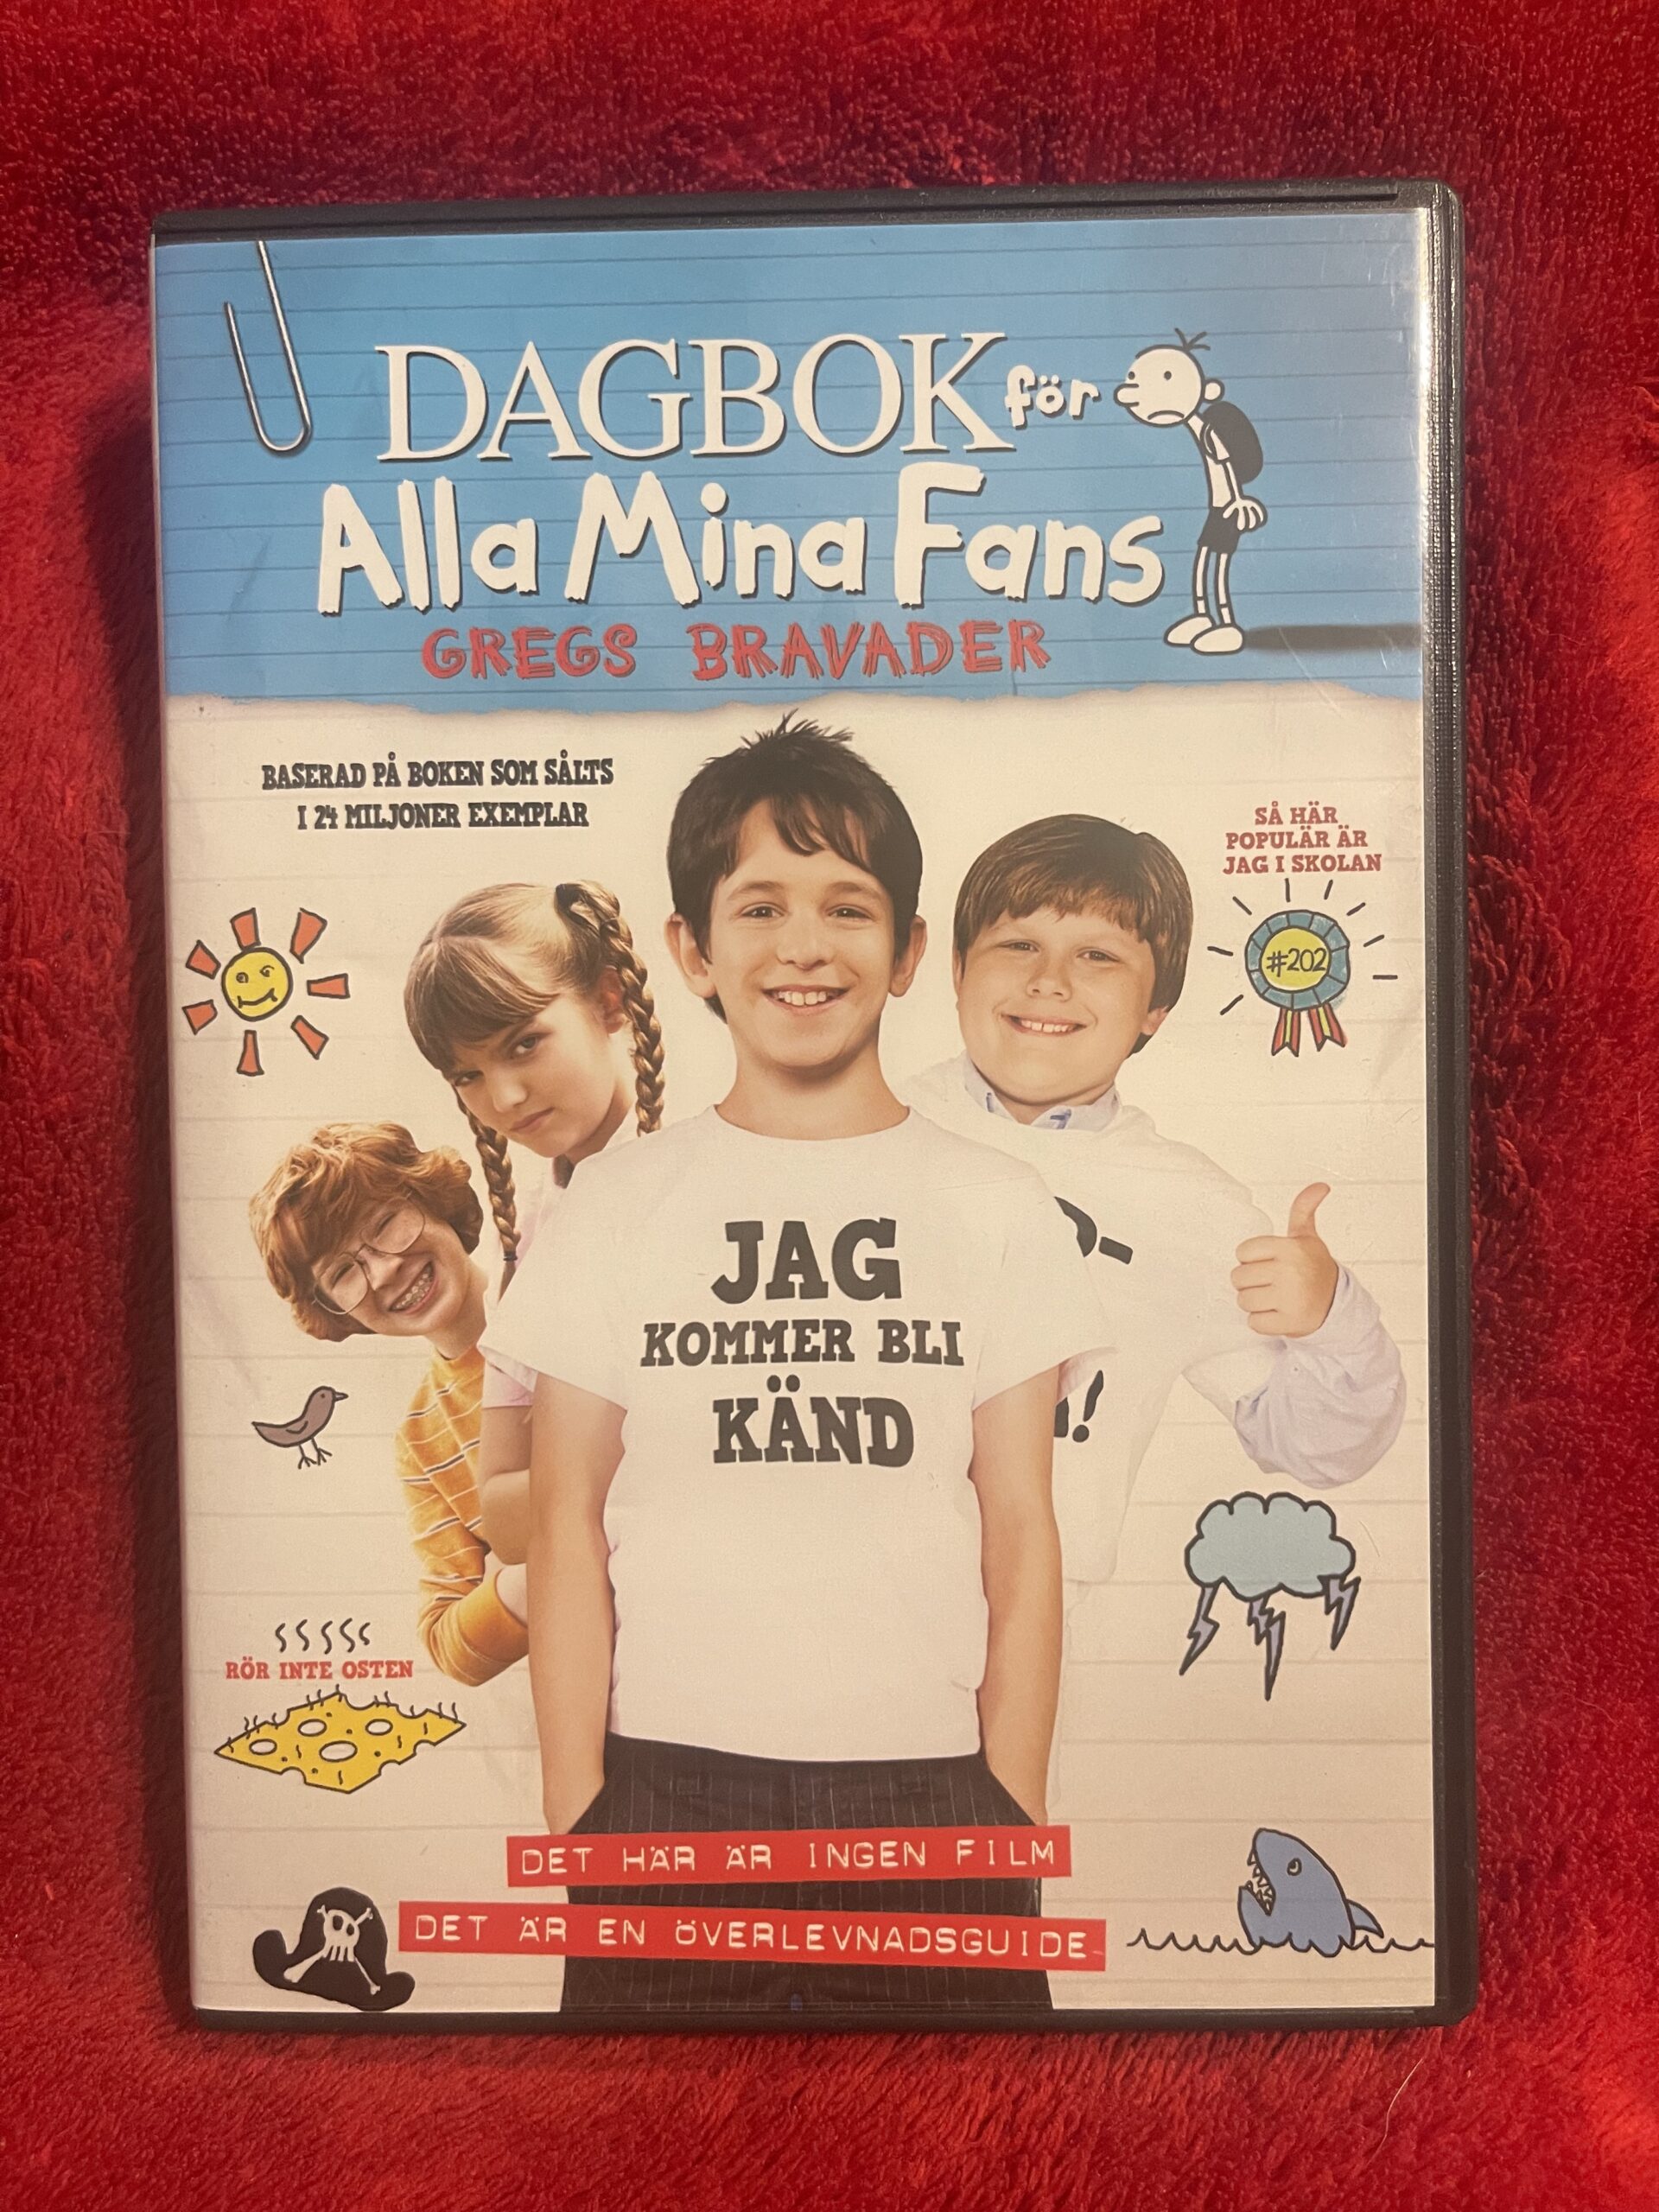 DAGBOK för
Alla Mina Fans
GREGS BRAVADER
BASERAD PÅ BOKEN SOM SÅLTS
I 24 MILJONER EXEMPLAR
SÅ HÄR
POPULÄR ÄR
JAG I SKOLAN
#202
JAG
KOMMER BLI
KÄND
RÖR INTE OSTEN
DET HÄR ÄR INGEN FILM
DET ÄR EN ÖVERLEVNADSGUIDE